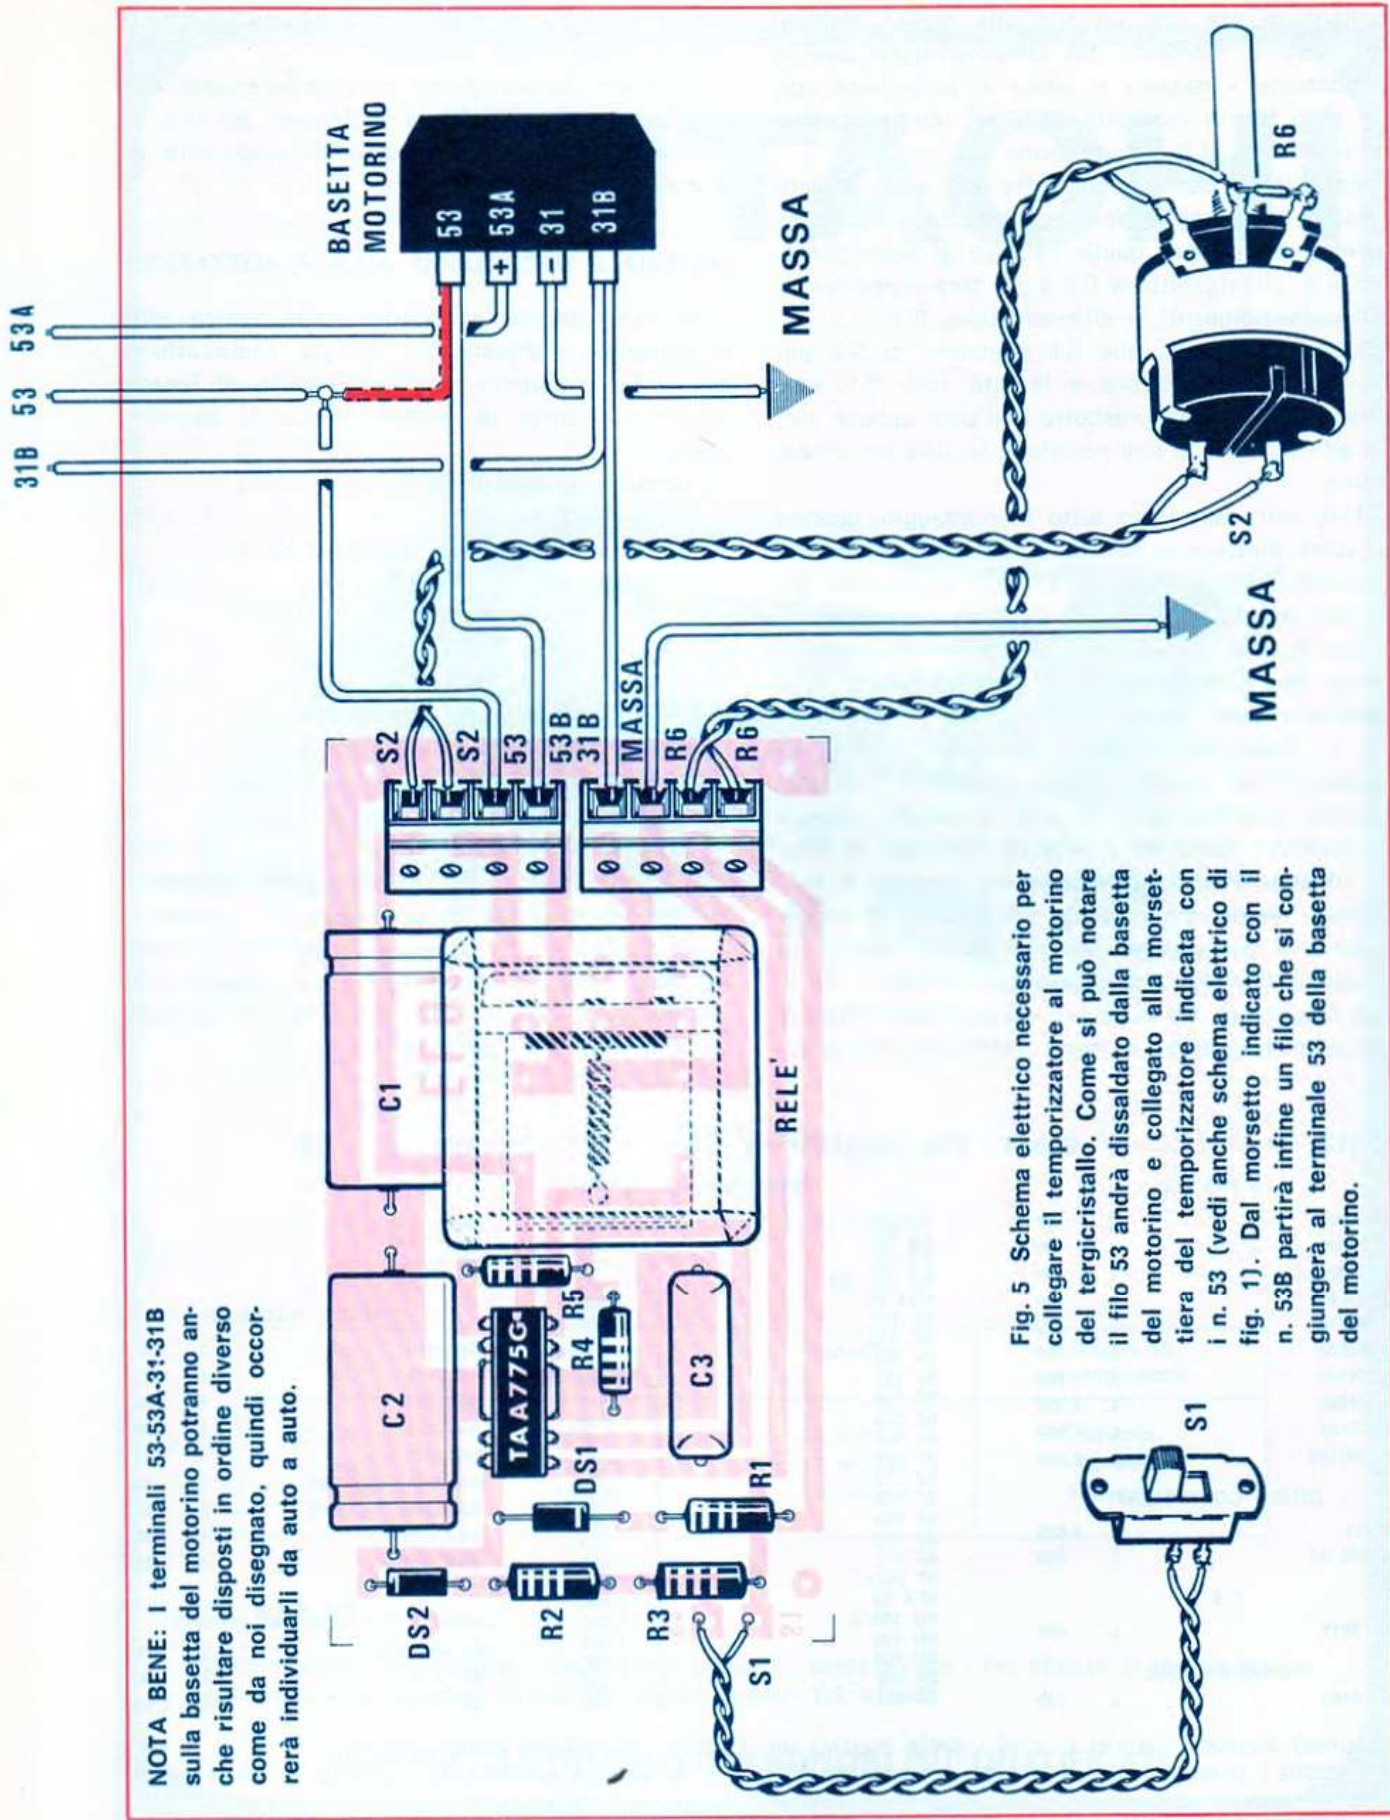 NOTA BENE: I terminali 53-53A-31-31B
sulla basetta del motorino potranno an-
che risultare disposti in ordine diverso
come da noi disegnato, quindi occor-
rerà individuarli da auto a auto.
31B
53
53A
BASETTA
MOTORINO
53
+ 53A
- 31
31B
MASSA
C2
C1
DS2
R2
R3
S1
DS1
R1
TAA775G
R5
R4
C3
RELE'
S2
S2
53
53B
31B
MASSA
R6
R6
S2
R6
MASSA
S1
Fig. 5 Schema elettrico necessario per
collegare il temporizzatore al motorino
del tergicristallo. Come si può notare
il filo 53 andrà dissaldato dalla basetta
del motorino e collegato alla morset-
tiera del temporizzatore indicata con
i n. 53 (vedi anche schema elettrico di
fig. 1). Dal morsetto indicato con il
n. 53B partirà infine un filo che si con-
giungerà al terminale 53 della basetta
del motorino.